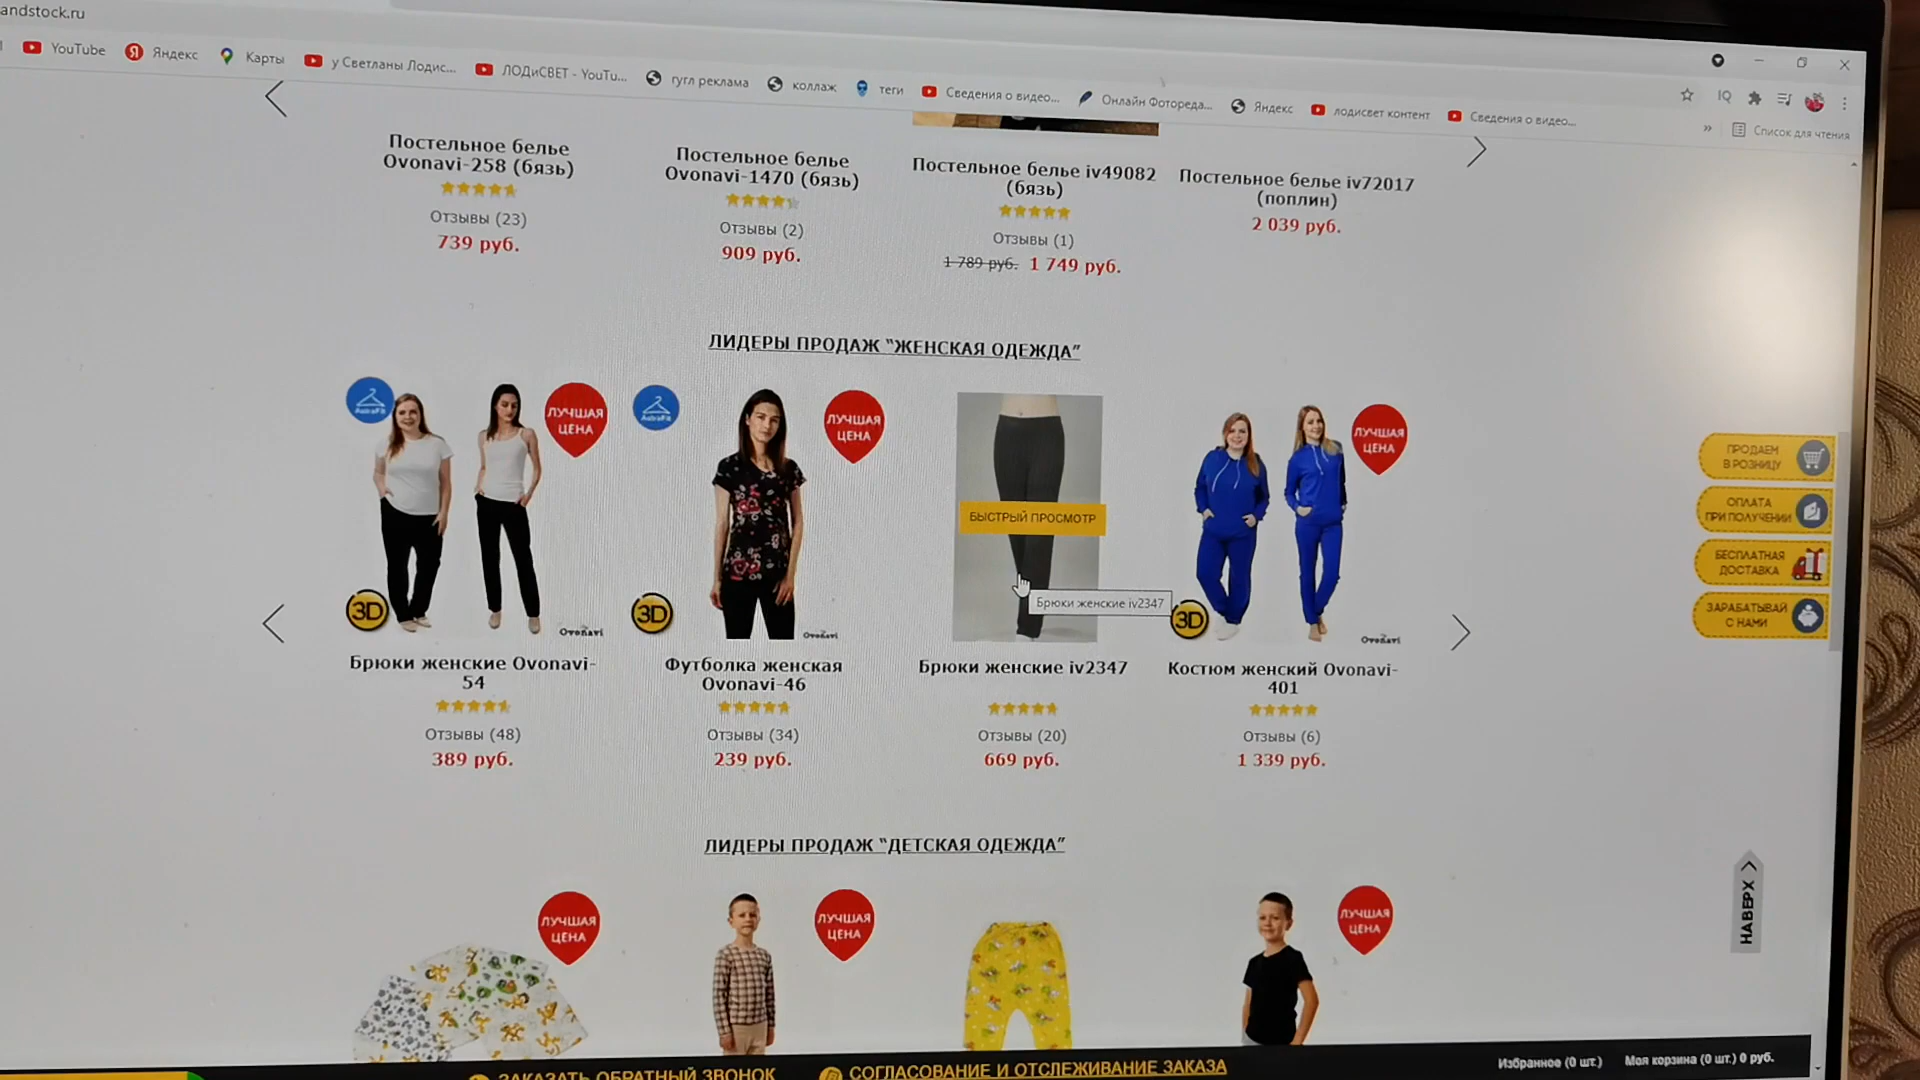 andstock.ru
YouTube
Яндекс
Карты
у Светланы Лодис...
ЛОДиСВЕТ - YouTu...
гугл реклама
коллаж
теги
Сведения о видео...
Онлайн Фотореда...
Яндекс
лодисвет контент
Сведения о видео...
IQ
»
Список для чтения
Постельное белье
Ovonavi-258 (бязь)
Отзывы (23)
739 руб.
Постельное белье
Ovonavi-1470 (бязь)
Отзывы (2)
909 руб.
Постельное белье iv49082
(бязь)
Отзывы (1)
1 789 руб. 1 749 руб.
Постельное белье iv72017
(поплин)
2 039 руб.
ЛИДЕРЫ ПРОДАЖ "ЖЕНСКАЯ ОДЕЖДА"
AstraFit
ЛУЧШАЯ
ЦЕНА
3D
Ovonavi
Брюки женские Ovonavi-
54
Отзывы (48)
389 руб.
AstraFit
ЛУЧШАЯ
ЦЕНА
3D
Ovonavi
Футболка женская
Ovonavi-46
Отзывы (34)
239 руб.
БЫСТРЫЙ ПРОСМОТР
Брюки женские iv2347
Брюки женские iv2347
Отзывы (20)
669 руб.
ЛУЧШАЯ
ЦЕНА
3D
Ovonavi
Костюм женский Ovonavi-
401
Отзывы (6)
1 339 руб.
ПРОДАЕМ
В РОЗНИЦУ
ОПЛАТА
ПРИ ПОЛУЧЕНИИ
БЕСПЛАТНАЯ
ДОСТАВКА
ЗАРАБАТЫВАЙ
С НАМИ
ЛИДЕРЫ ПРОДАЖ "ДЕТСКАЯ ОДЕЖДА"
ЛУЧШАЯ
ЦЕНА
ЛУЧШАЯ
ЦЕНА
ЛУЧШАЯ
ЦЕНА
НАВЕРХ
ЗАКАЗАТЬ ОБРАТНЫЙ ЗВОНОК
СОГЛАСОВАНИЕ И ОТСЛЕЖИВАНИЕ ЗАКАЗА
Избранное (0 шт.)
Моя корзина (0 шт.) 0 руб.